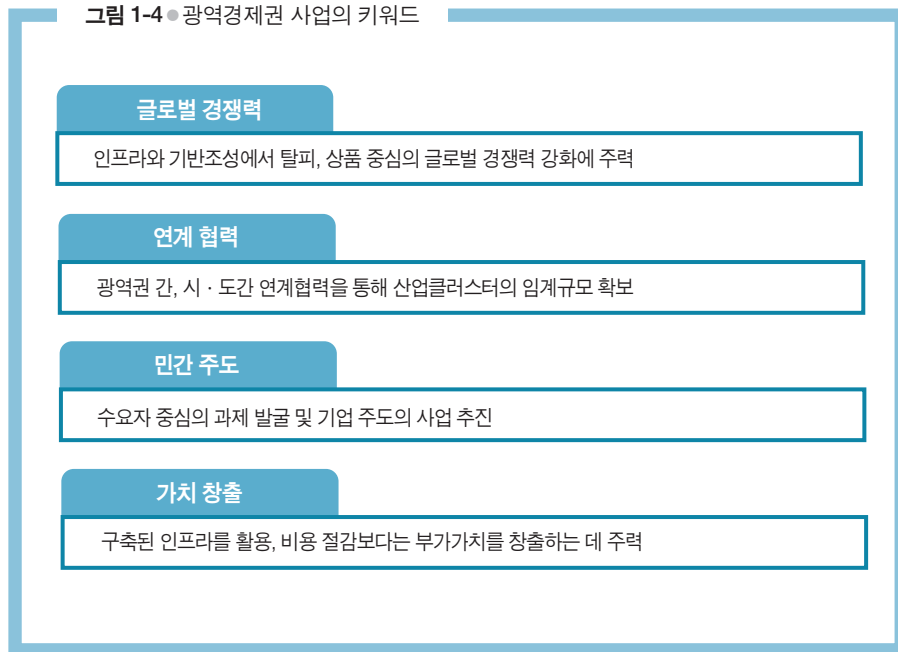 그림 1-4 ● 광역경제권 사업의 키워드
글로벌 경쟁력
인프라와 기반조성에서 탈피, 상품 중심의 글로벌 경쟁력 강화에 주력
연계 협력
광역권 간, 시 · 도간 연계협력을 통해 산업클러스터의 임계규모 확보
민간 주도
수요자 중심의 과제 발굴 및 기업 주도의 사업 추진
가치 창출
구축된 인프라를 활용, 비용 절감보다는 부가가치를 창출하는 데 주력